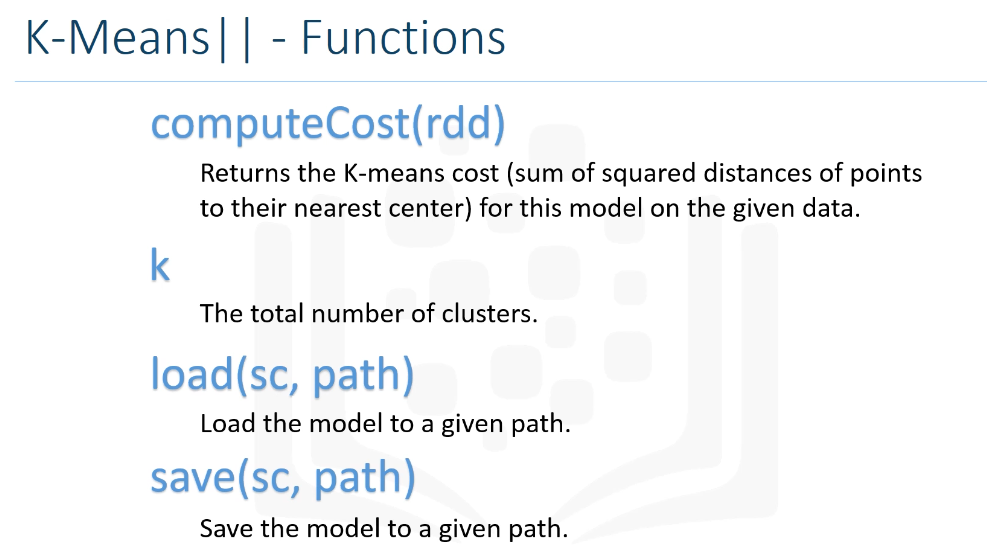 K-Means|| - Functions
computeCost(rdd)
Returns the K-means cost (sum of squared distances of points
to their nearest center) for this model on the given data.
k
The total number of clusters.
load(sc, path)
Load the model to a given path.
save(sc, path)
Save the model to a given path.